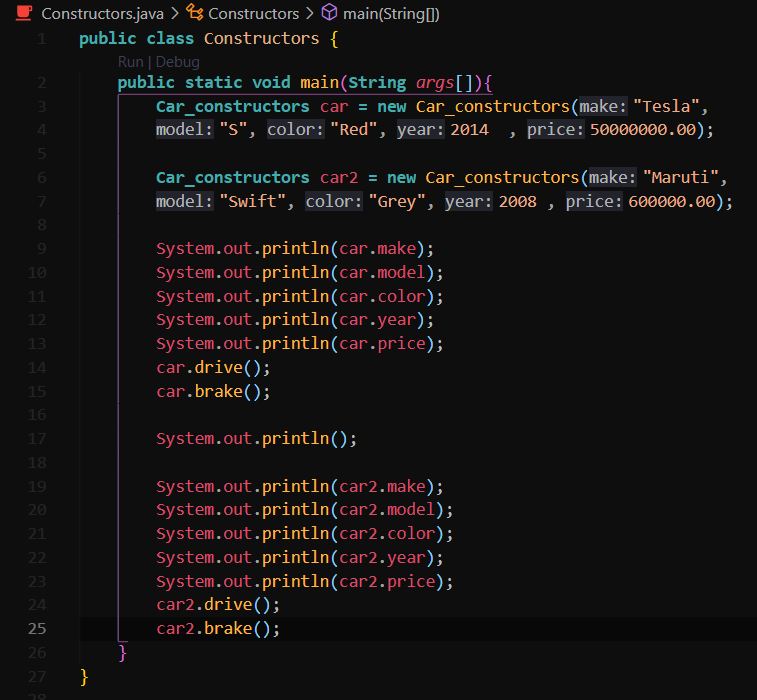 Constructors.java > Constructors > main(String[])
1 public class Constructors {
Run | Debug
2 public static void main(String args[]){
3 Car_constructors car = new Car_constructors(make: "Tesla",
4 model: "S", color: "Red", year: 2014 , price: 50000000.00);
5
6 Car_constructors car2 = new Car_constructors(make: "Maruti",
7 model: "Swift", color: "Grey", year: 2008 , price: 600000.00);
8
9 System.out.println(car.make);
10 System.out.println(car.model);
11 System.out.println(car.color);
12 System.out.println(car.year);
13 System.out.println(car.price);
14 car.drive();
15 car.brake();
16
17 System.out.println();
18
19 System.out.println(car2.make);
20 System.out.println(car2.model);
21 System.out.println(car2.color);
22 System.out.println(car2.year);
23 System.out.println(car2.price);
24 car2.drive();
25 car2.brake();
26 }
27 }
28